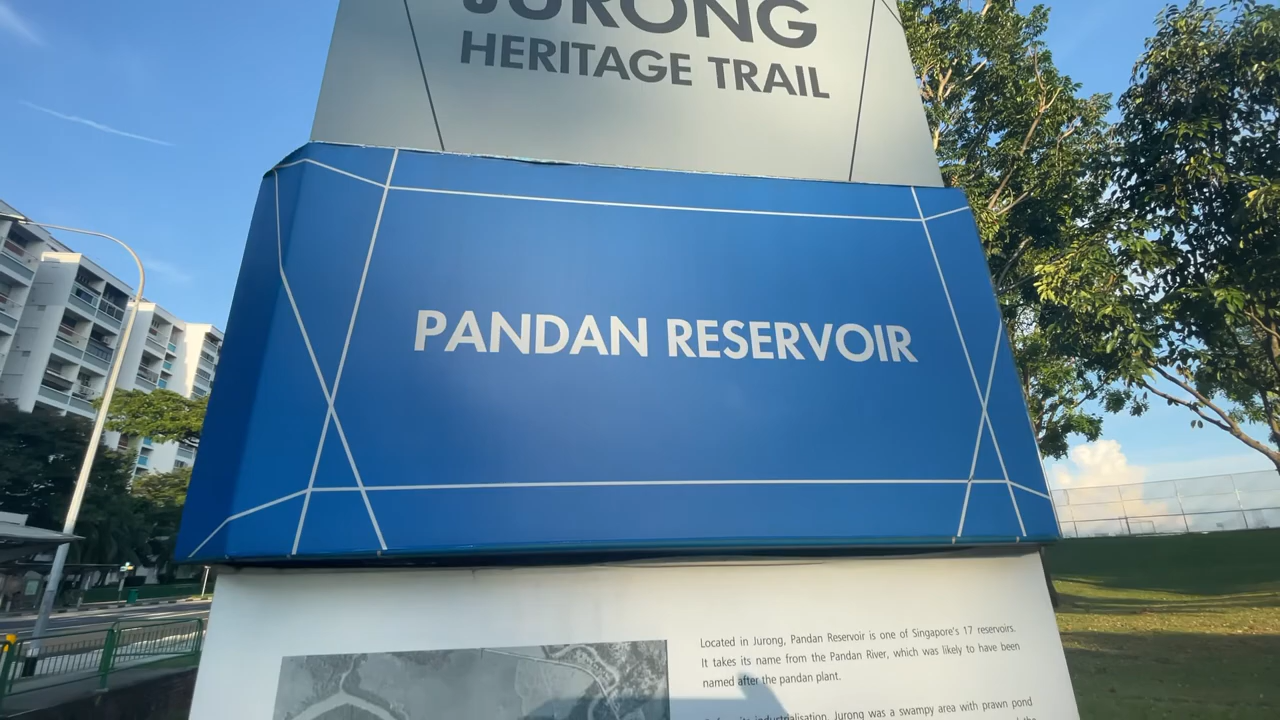 JURONG
HERITAGE TRAIL
PANDAN RESERVOIR
Located in Jurong, Pandan Reservoir is one of Singapore's 17 reservoirs.
It takes its name from the Pandan River, which was likely to have been
named after the pandan plant.
industrialisation, Jurong was a swampy area with prawn pond